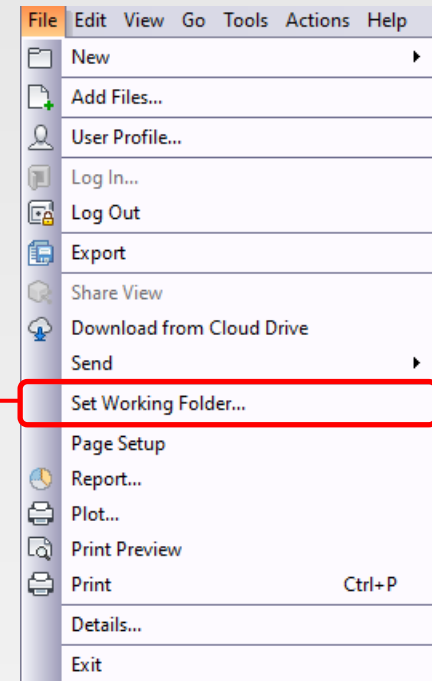 File Edit View Go Tools Actions Help
New
Add Files...
User Profile...
Log In...
Log Out
Export
Share View
Download from Cloud Drive
Send
Set Working Folder...
Page Setup
Report...
Plot...
Print Preview
Print Ctrl+P
Details...
Exit